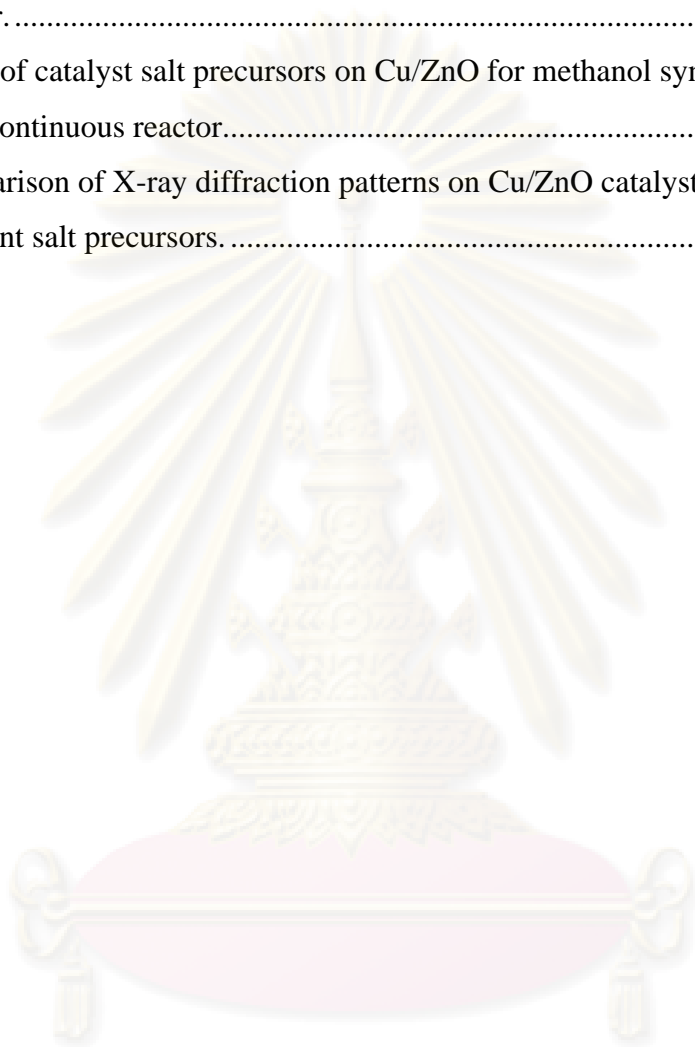 of catalyst salt precursors on Cu/ZnO for methanol
ontinuous reactor.......................................................
arison of X-ray diffraction patterns on Cu/ZnO catalyst
nt salt precursors. ......................................................